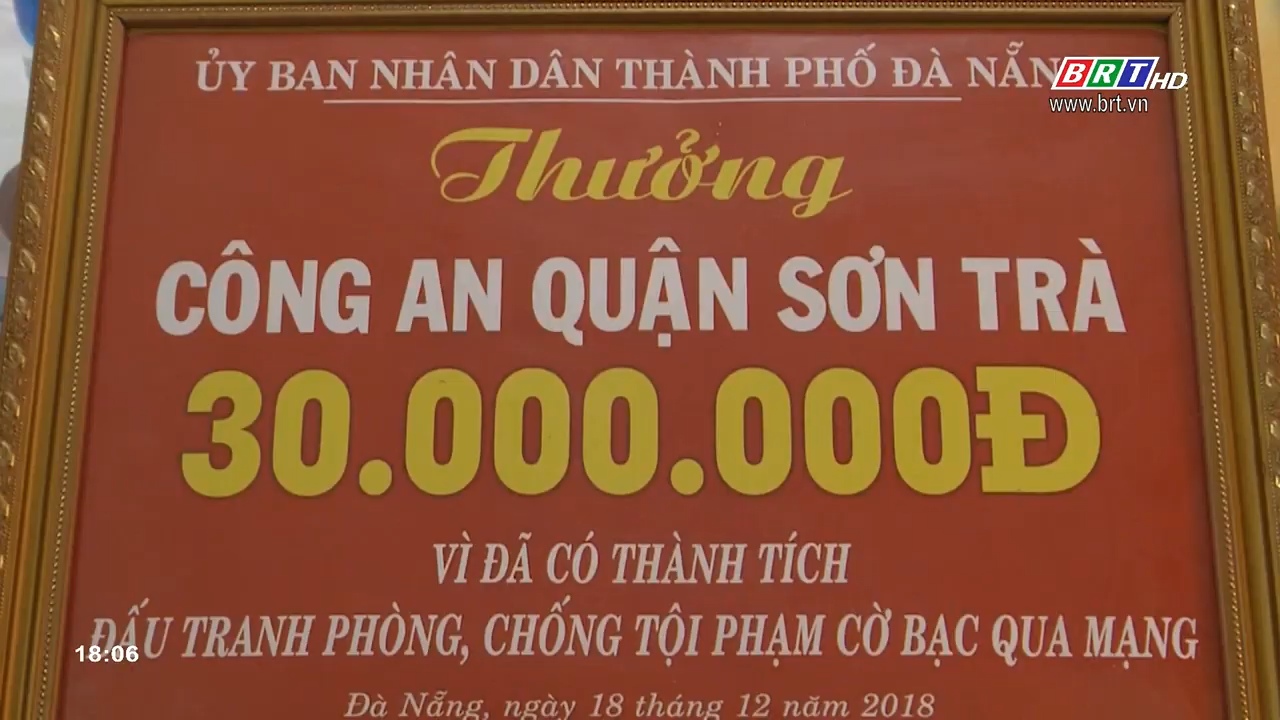 ỦY BAN NHÂN DÂN THÀNH PHỐ ĐÀ NẴNG
BRT HD
www.brt.vn
Thưởng
CÔNG AN QUẬN SƠN TRÀ
30.000.000Đ
VÌ ĐÃ CÓ THÀNH TÍCH
ĐẤU TRANH PHÒNG, CHỐNG TỘI PHẠM CỜ BẠC QUA MẠNG
18:06
Đà Nẵng, ngày 18 tháng 12 năm 2018